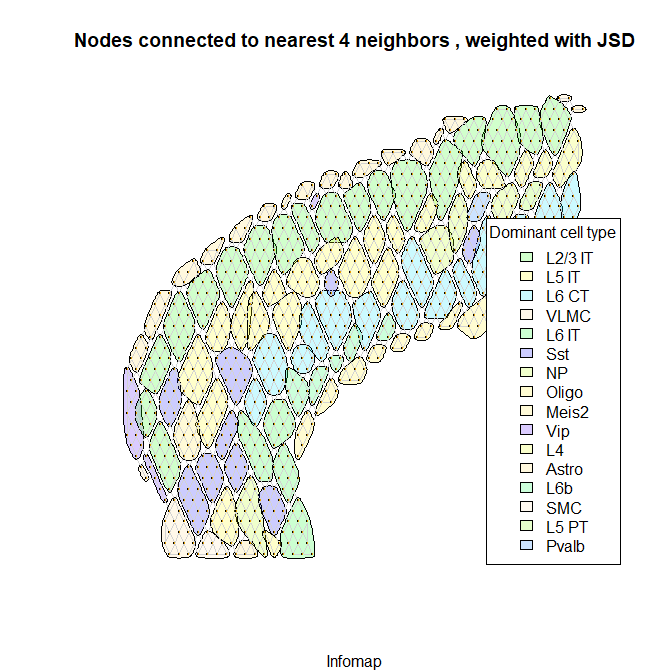 Nodes connected to nearest 4 neighbors , weighted with JSD
Dominant cell type
L2/3 IT
L5 IT
L6 CT
VLMC
L6 IT
Sst
NP
Oligo
Meis2
Vip
L4
Astro
L6b
SMC
L5 PT
Pvalb
Infomap